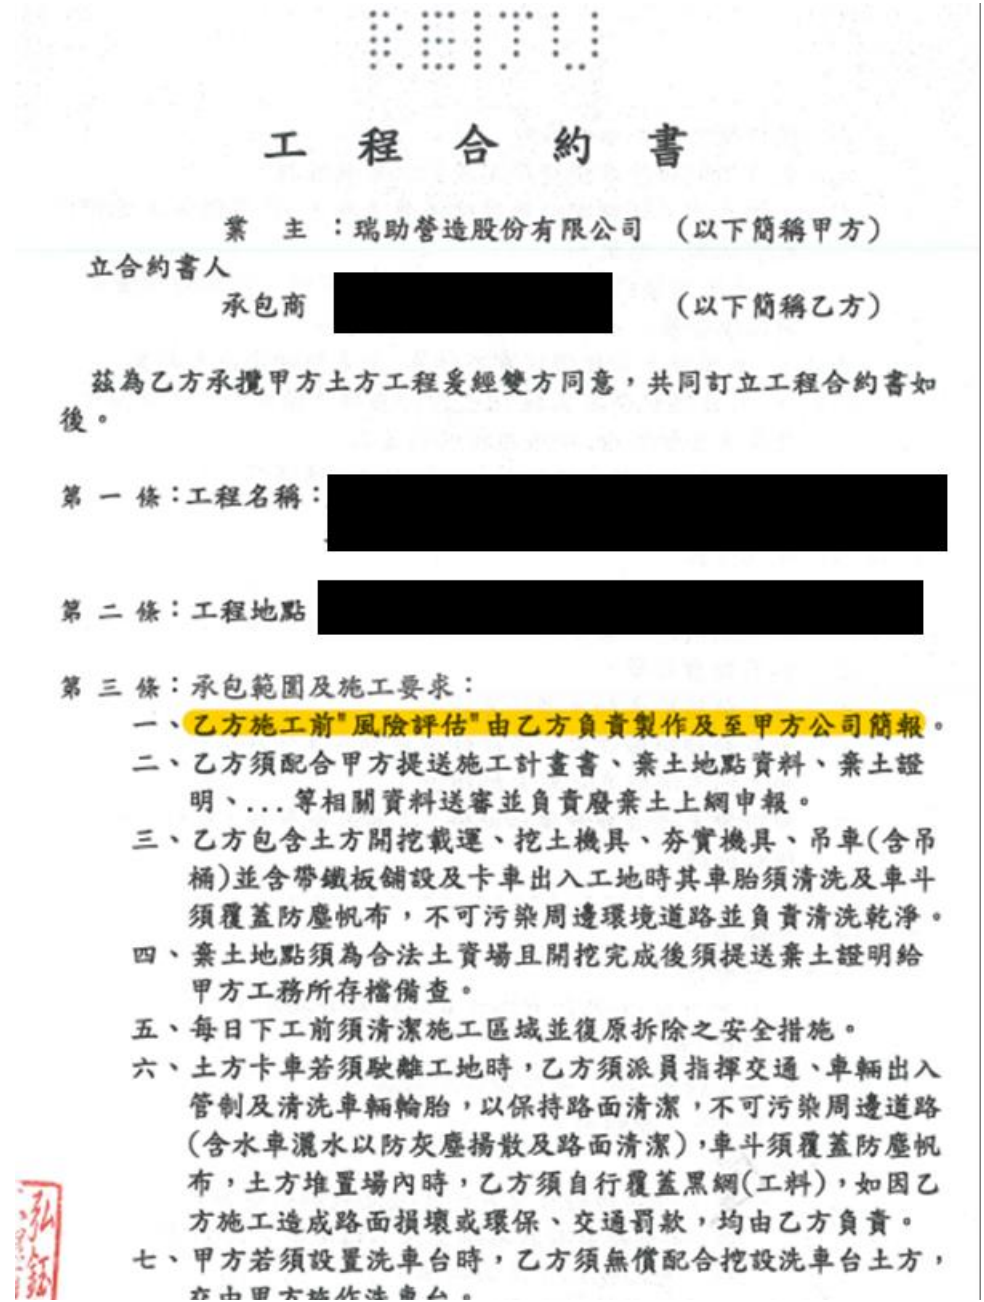 REIJU
工程合約書
業主：瑞助營造股份有限公司 (以下簡稱甲方)
立合約書人
承包商 (以下簡稱乙方)
茲為乙方承攬甲方土方工程爰經雙方同意，共同訂立工程合約書如
後。
第一條：工程名稱：
第二條：工程地點
第三條：承包範圍及施工要求：
一、乙方施工前"風險評估"由乙方負責製作及至甲方公司簡報。
二、乙方須配合甲方提送施工計畫書、棄土地點資料、棄土證
明、...等相關資料送審並負責廢棄土上網申報。
三、乙方包含土方開挖載運、挖土機具、夯實機具、吊車(含吊
桶)並含帶鐵板舖設及卡車出入工地時其車胎須清洗及車斗
須覆蓋防塵帆布，不可污染周邊環境道路並負責清洗乾淨。
四、棄土地點須為合法土資場且開挖完成後須提送棄土證明給
甲方工務所存檔備查。
五、每日下工前須清潔施工區域並復原拆除之安全措施。
六、土方卡車若須駛離工地時，乙方須派員指揮交通、車輛出入
管制及清洗車輛輪胎，以保持路面清潔，不可污染周邊道路
(含水車灑水以防灰塵揚散及路面清潔)，車斗須覆蓋防塵帆
布，土方堆置場內時，乙方須自行覆蓋黑網(工料)，如因乙
方施工造成路面損壞或環保、交通罰款，均由乙方負責。
七、甲方若須設置洗車台時，乙方須無償配合挖設洗車台土方，
交由甲方施作洗車台。
弘鈺